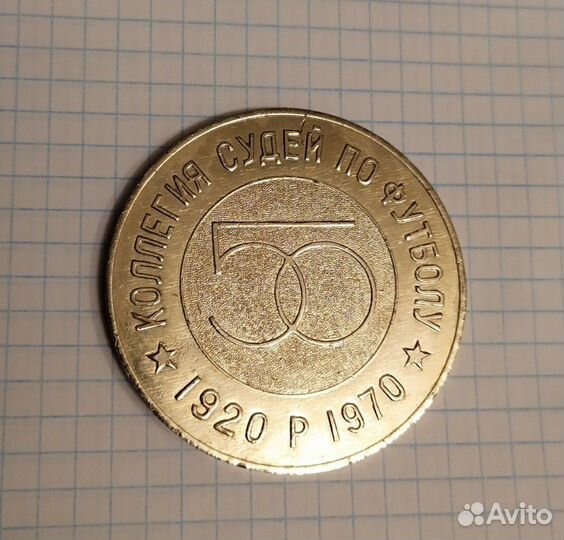 КОЛЛЕГИЯ СУДЕЙ ПО ФУТБОЛУ
50
1920 Р 1970
Avito